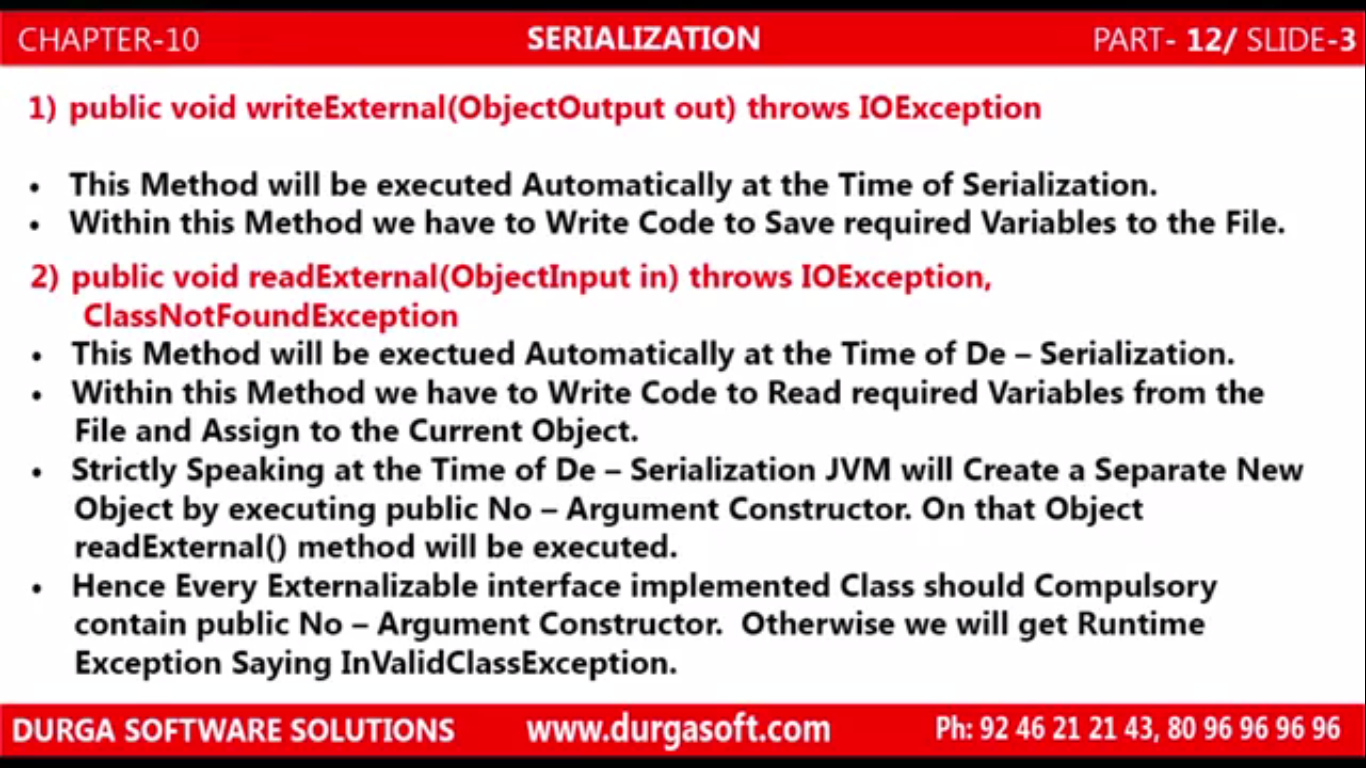 CHAPTER-10 SERIALIZATION PART- 12/ SLIDE-3
1) public void writeExternal(ObjectOutput out) throws IOException
• This Method will be executed Automatically at the Time of Serialization.
• Within this Method we have to Write Code to Save required Variables to the File.
2) public void readExternal(ObjectInput in) throws IOException,
ClassNotFoundException
• This Method will be exectued Automatically at the Time of De – Serialization.
• Within this Method we have to Write Code to Read required Variables from the
File and Assign to the Current Object.
• Strictly Speaking at the Time of De – Serialization JVM will Create a Separate New
Object by executing public No – Argument Constructor. On that Object
readExternal() method will be executed.
• Hence Every Externalizable interface implemented Class should Compulsory
contain public No – Argument Constructor. Otherwise we will get Runtime
Exception Saying InValidClassException.
DURGA SOFTWARE SOLUTIONS www.durgasoft.com Ph: 92 46 21 21 43, 80 96 96 96 96